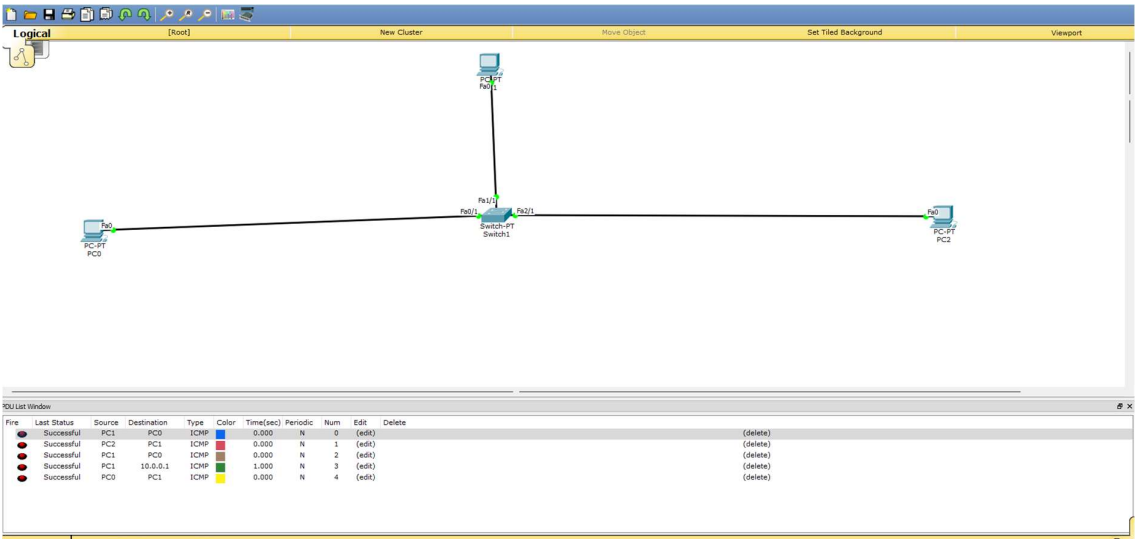 Logical [Root] New Cluster Move Object Set Tiled Background Viewport
PC-PT
Fa0 1
Fa1/1
Fa0/1 Fa2/1
Switch-PT
Switch1
Fa0
PC-PT
PC0
Fa0
PC-PT
PC2
PDU List Window
Fire Last Status Source Destination Type Color Time(sec) Periodic Num Edit Delete
Successful PC1 PC0 ICMP 0.000 N 0 (edit) (delete)
Successful PC2 PC1 ICMP 0.000 N 1 (edit) (delete)
Successful PC1 PC0 ICMP 0.000 N 2 (edit) (delete)
Successful PC1 10.0.0.1 ICMP 1.000 N 3 (edit) (delete)
Successful PC0 PC1 ICMP 0.000 N 4 (edit) (delete)